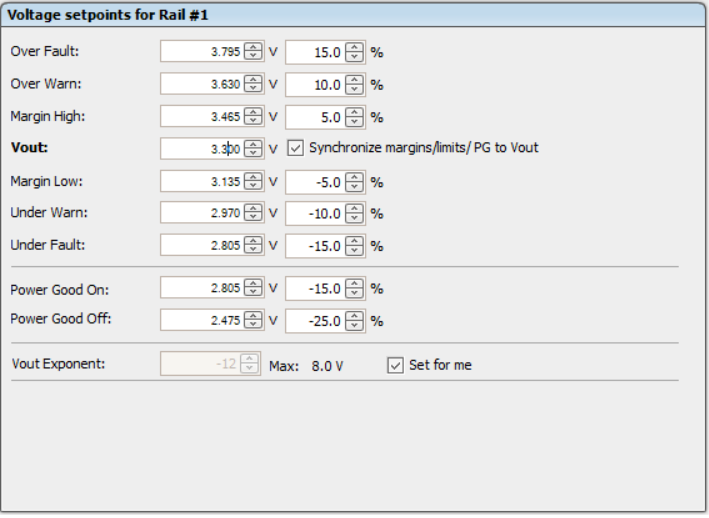 Voltage setpoints for Rail #1
Over Fault: 3.795 V 15.0 %
Over Warn: 3.630 V 10.0 %
Margin High: 3.465 V 5.0 %
Vout: 3.300 V Synchronize margins/limits/ PG to Vout
Margin Low: 3.135 V -5.0 %
Under Warn: 2.970 V -10.0 %
Under Fault: 2.805 V -15.0 %
Power Good On: 2.805 V -15.0 %
Power Good Off: 2.475 V -25.0 %
Vout Exponent: -12 Max: 8.0 V Set for me